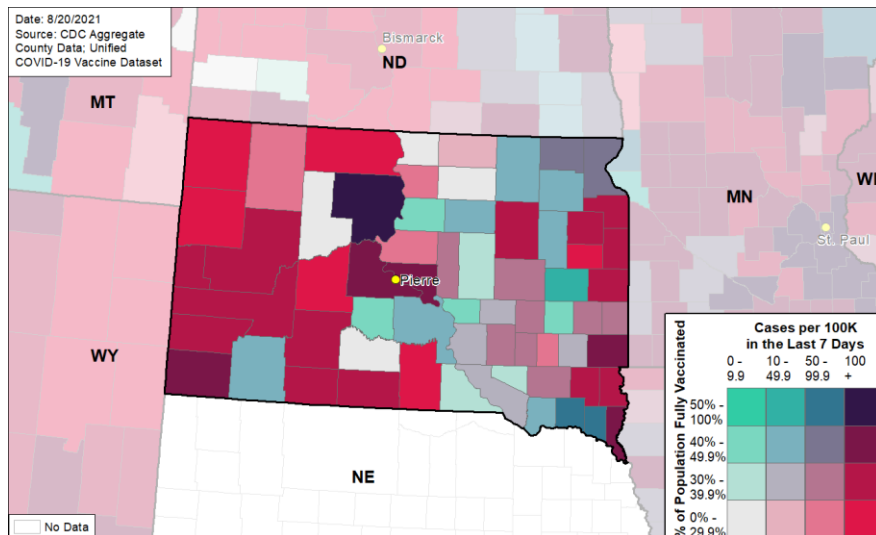 Date: 8/20/2021
Source: CDC Aggregate
County Data; Unified
COVID-19 Vaccine Dataset
Bismarck
ND
MT
MN
WI
St. Paul
Pierre
WY
NE
No Data
Cases per 100K
in the Last 7 Days
0 - 10 - 50 - 100
9.9 49.9 99.9 +
% of Population Fully Vaccinated
50% -
100%
40% -
49.9%
30% -
39.9%
0% -
29.9%